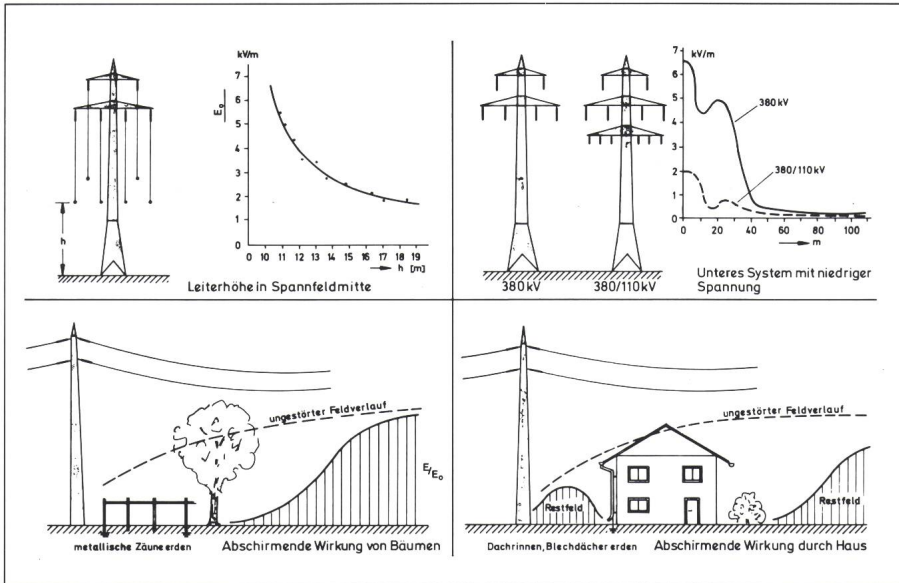 kV/m
7
6
E₀
5
4
3
2
1
0
10 11 12 13 14 15 16 17 18 19
h [m]
h
Leiterhöhe in Spannfeldmitte
kV/m
7
6
5
4
3
2
1
0
380 kV
380/110 kV
0 20 40 60 80 100
m
380 kV 380/110 kV
Unteres System mit niedriger
Spannung
ungestörter Feldverlauf
E/E₀
metallische Zäune erden
Abschirmende Wirkung von Bäumen
ungestörter Feldverlauf
Restfeld
Restfeld
Dachrinnen, Blechdächer erden
Abschirmende Wirkung durch Haus